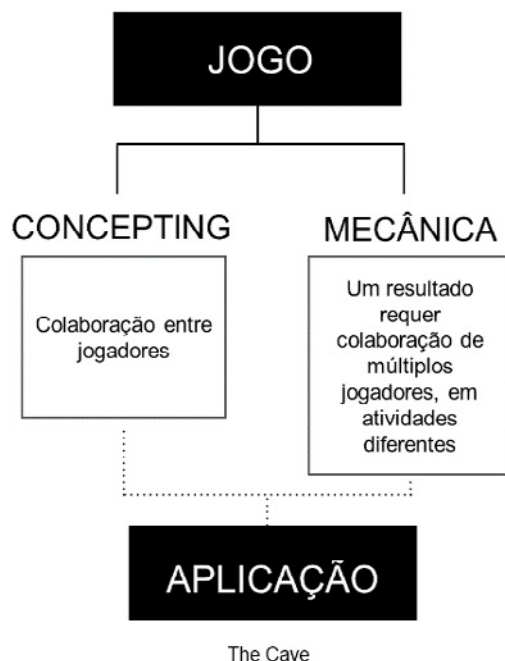 JOGO
CONCEPTING
Colaboração entre
jogadores
MECÂNICA
Um resultado
requer
colaboração de
múltiplos
jogadores, em
atividades
diferentes
APLICAÇÃO
The Cave